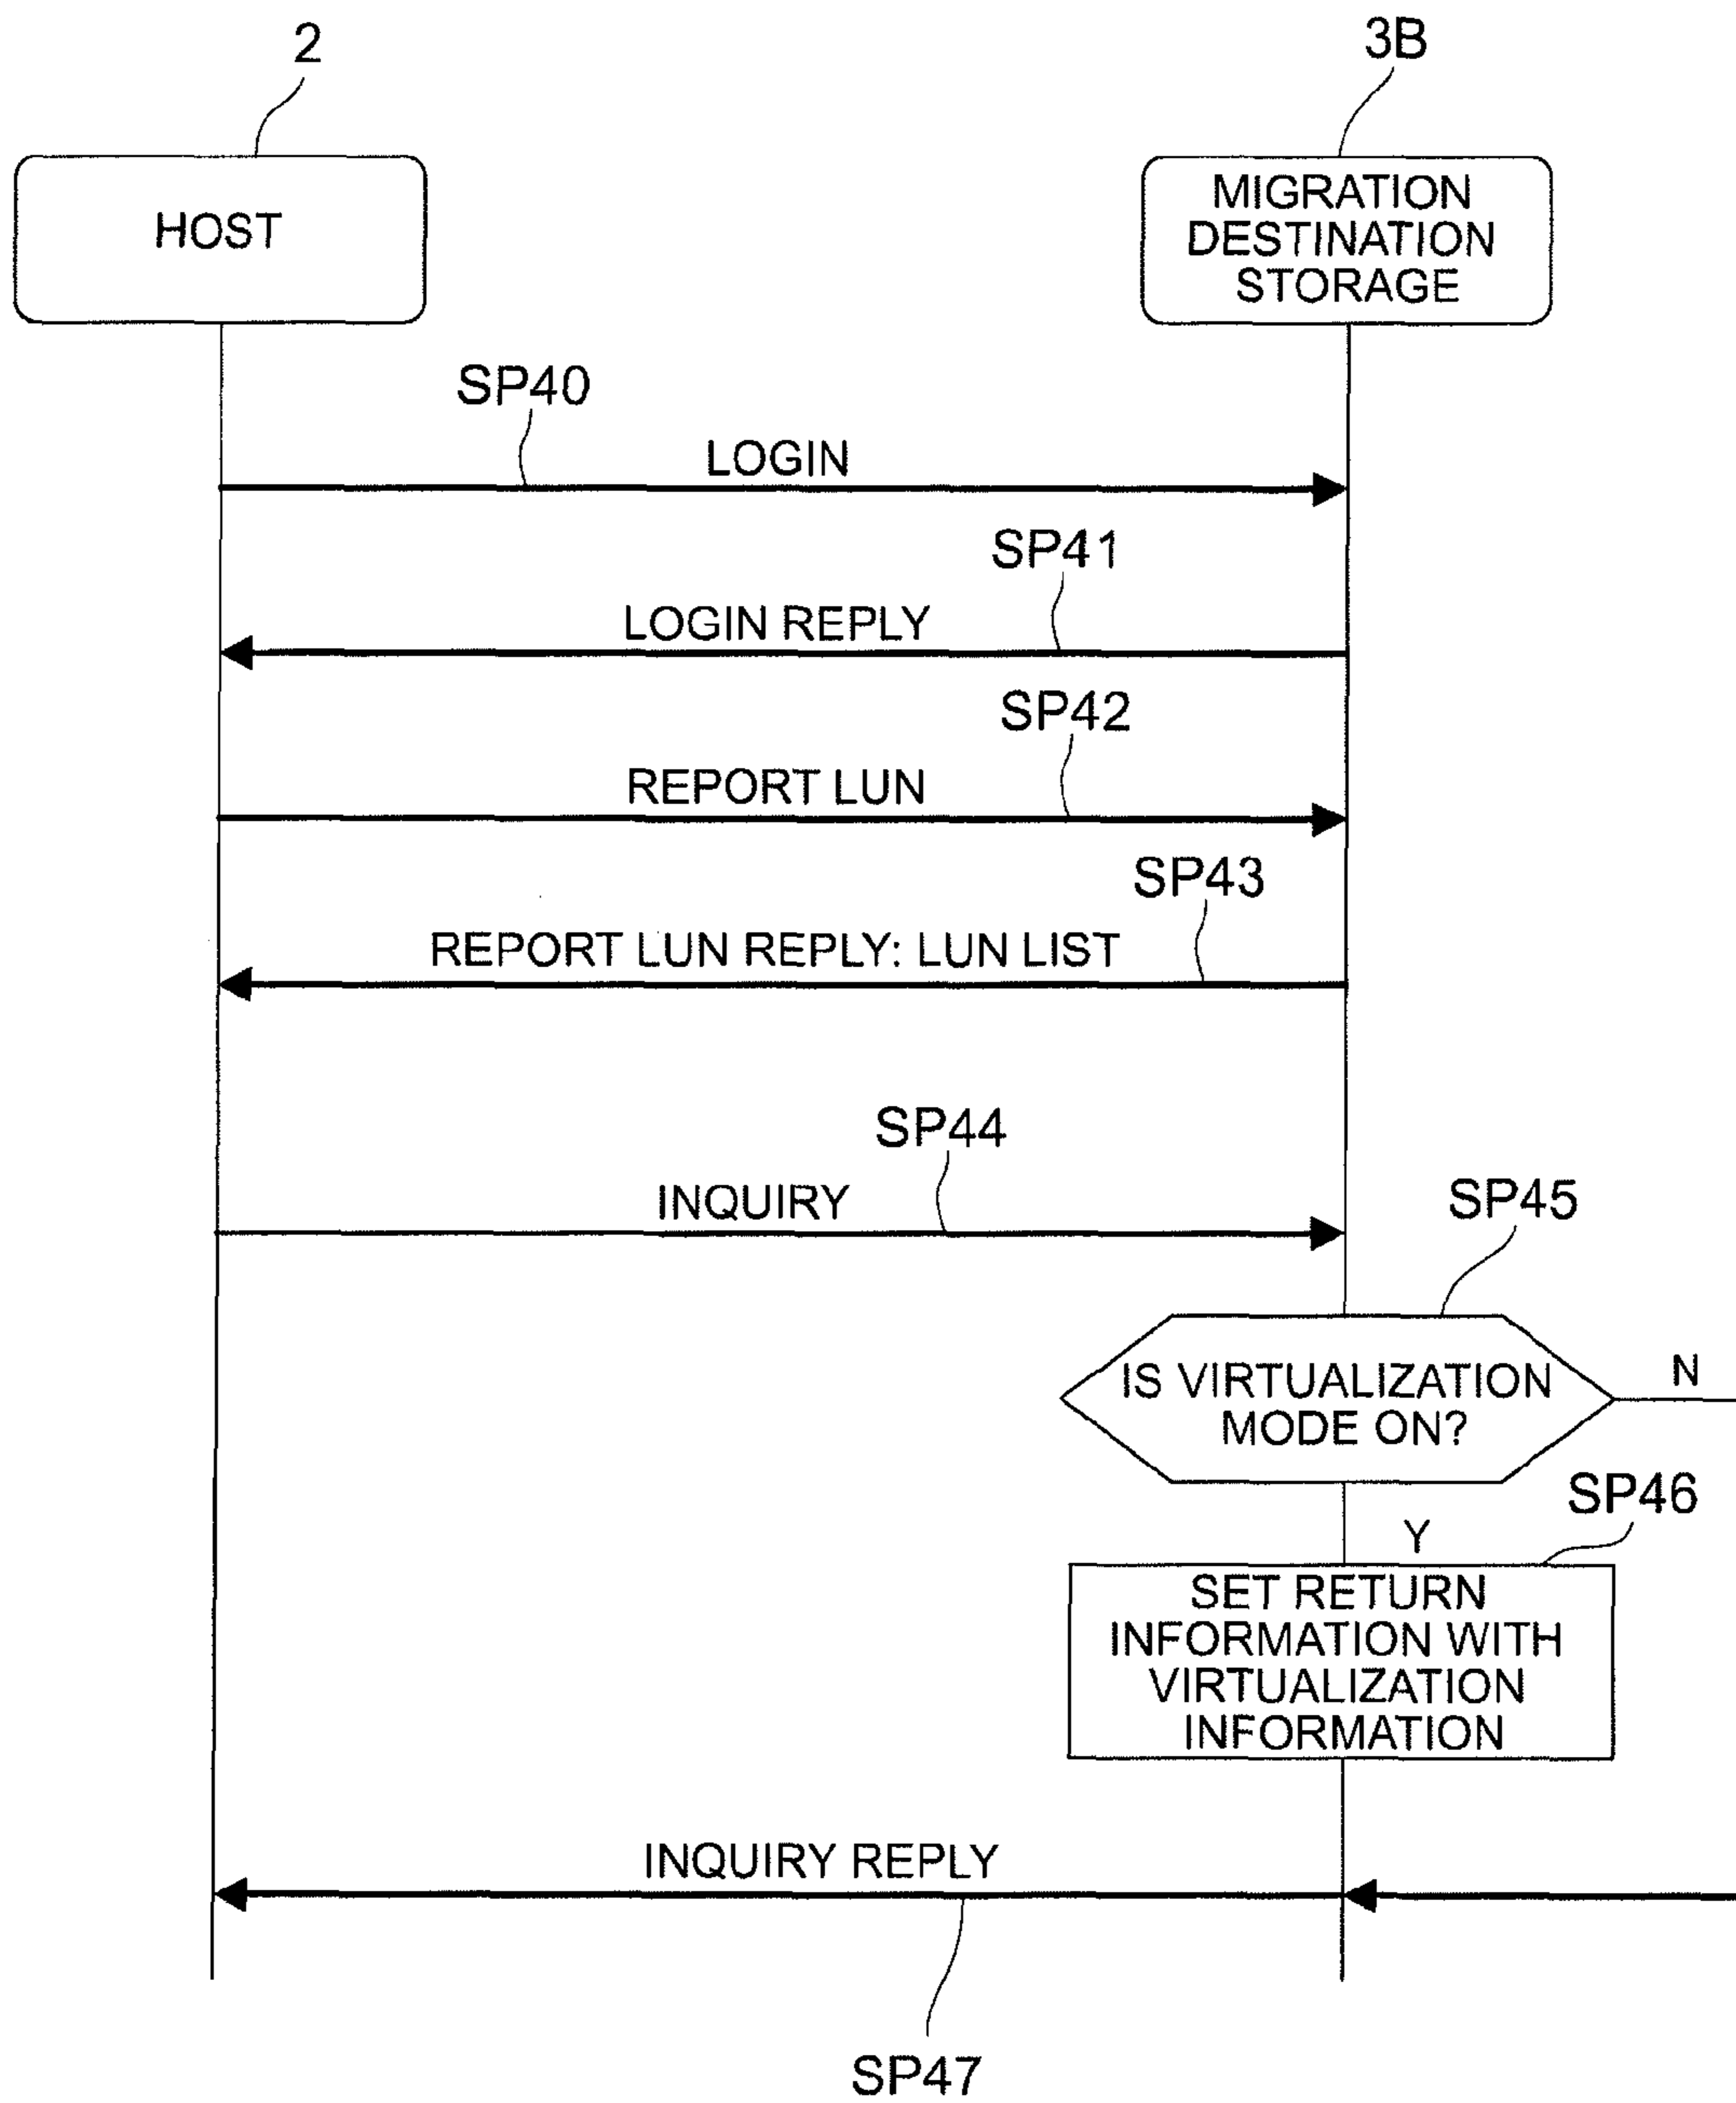 2
3B
HOST
MIGRATION
DESTINATION
STORAGE
SP40
LOGIN
SP41
LOGIN REPLY
SP42
REPORT LUN
SP43
REPORT LUN REPLY: LUN LIST
SP44
INQUIRY
SP45
IS VIRTUALIZATION
MODE ON?
N
SP46
Y
SET RETURN
INFORMATION WITH
VIRTUALIZATION
INFORMATION
INQUIRY REPLY
SP47